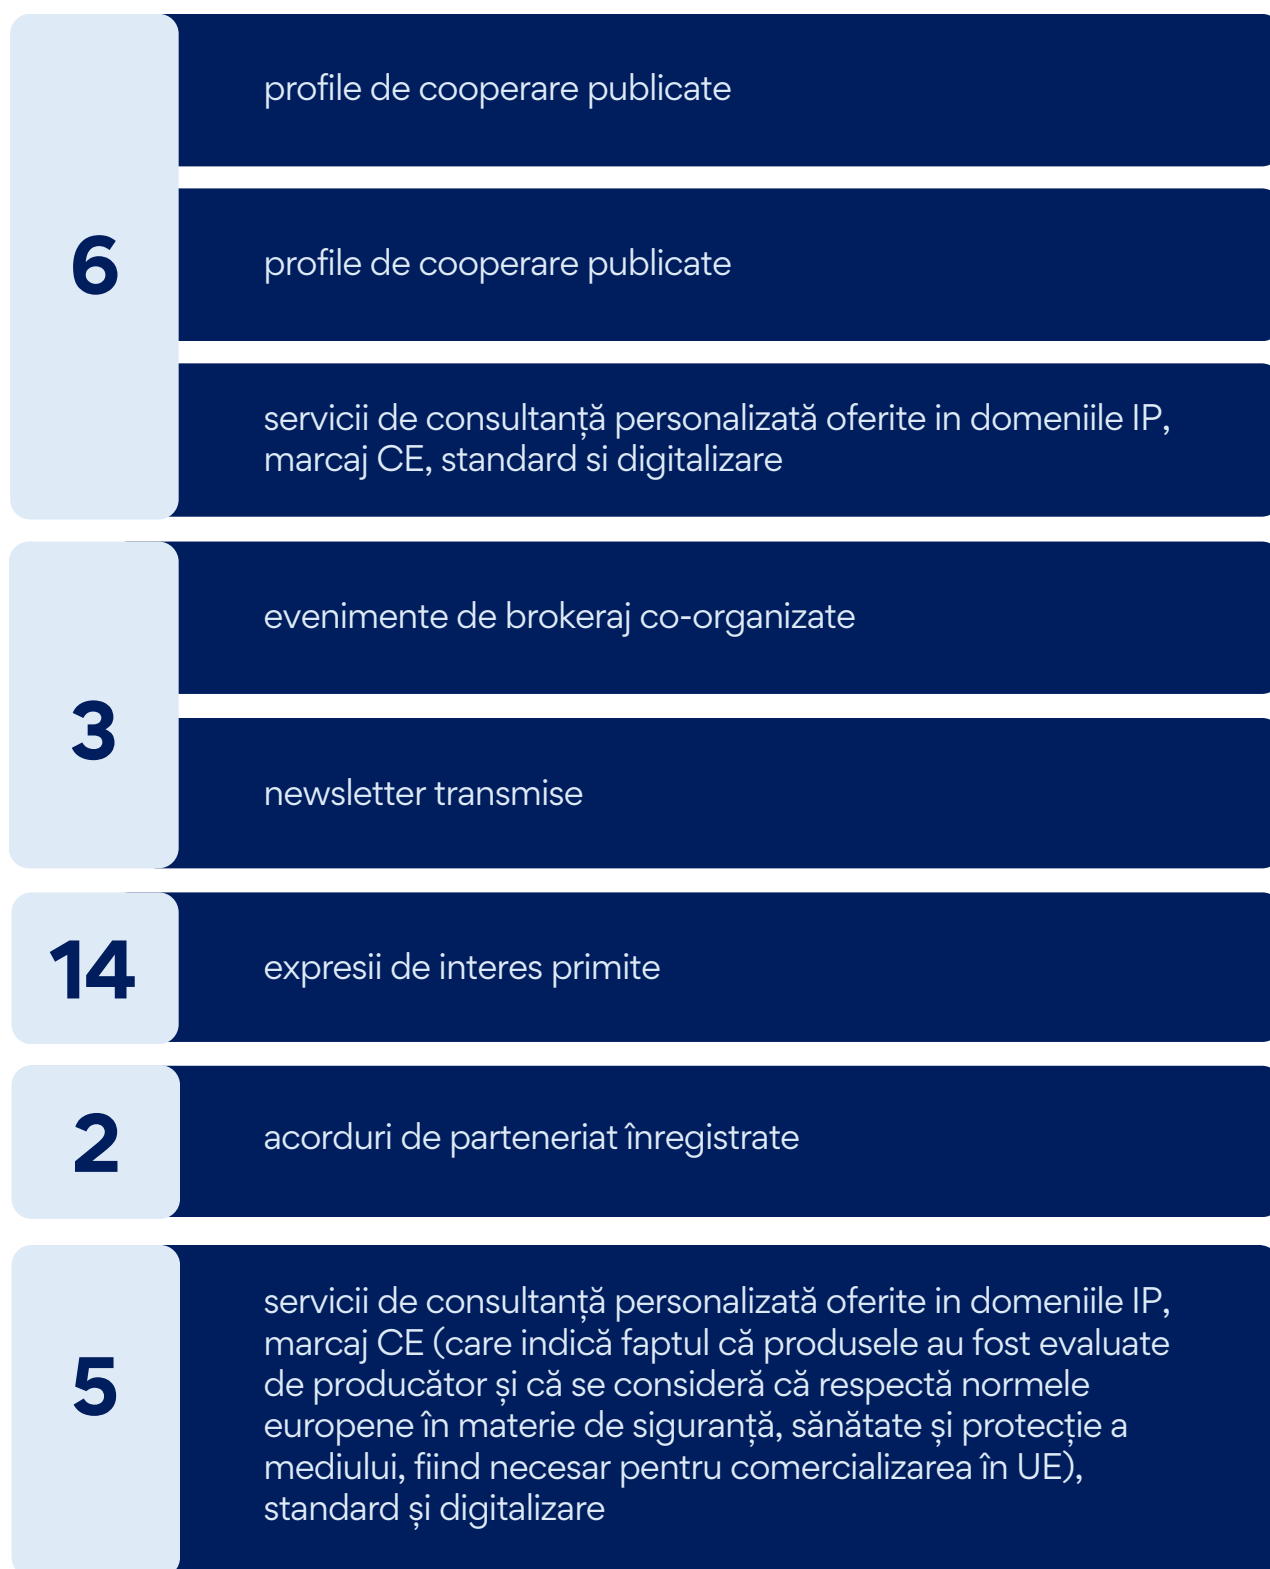 6
profile de cooperare publicate
profile de cooperare publicate
servicii de consultanță personalizată oferite in domeniile IP,
marcaj CE, standard si digitalizare
3
evenimente de brokeraj co-organizate
newsletter transmise
14
expresii de interes primite
2
acorduri de parteneriat înregistrate
5
servicii de consultanță personalizată oferite in domeniile IP,
marcaj CE (care indică faptul că produsele au fost evaluate
de producător și că se consideră că respectă normele
europene în materie de siguranță, sănătate și protecție a
mediului, fiind necesar pentru comercializarea în UE),
standard și digitalizare